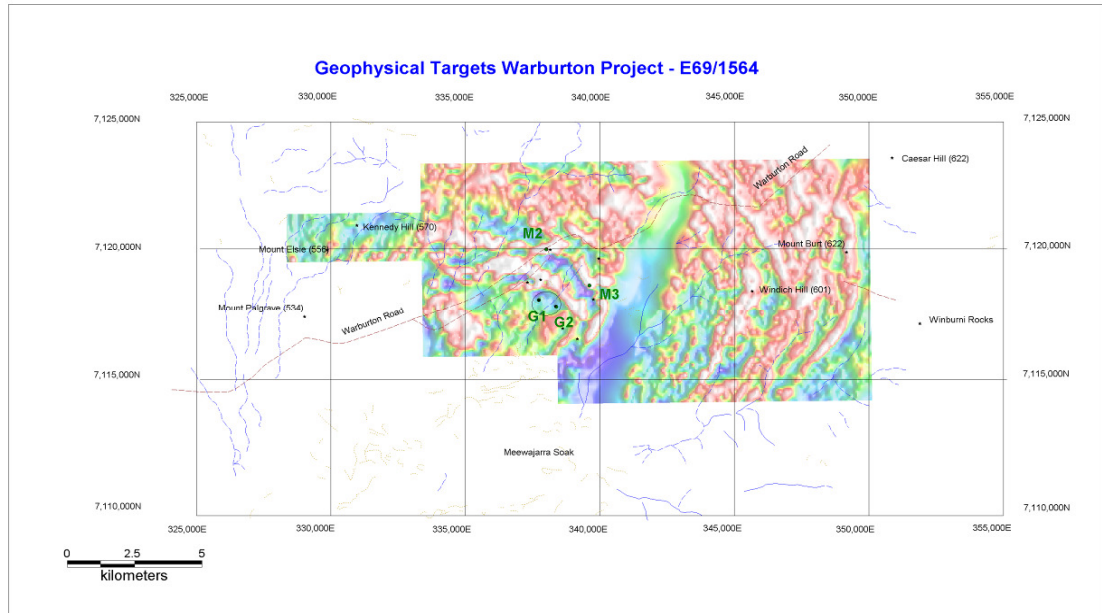 Geophysical Targets Warburton Project - E69/1564
325,000E 330,000E 335,000E 340,000E 345,000E 350,000E 355,000E
7,125,000N 7,125,000N
Warburton Road
Caesar Hill (622)
Kennedy Hill (570)
M2
Mount Elsie (556)
Mount Burt (622)
7,120,000N 7,120,000N
M3
Windich Hill (601)
Mount Palgrave (534)
G1
G2
Warburton Road
Winburni Rocks
7,115,000N 7,115,000N
Meewajarra Soak
7,110,000N 7,110,000N
325,000E 330,000E 335,000E 340,000E 345,000E 350,000E 355,000E
0 2.5 5
kilometers